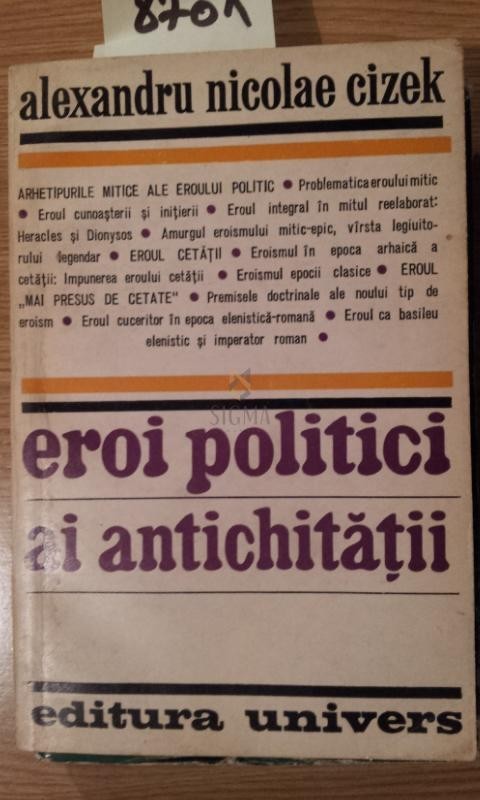 8701
alexandru nicolae cizek
ARHETIPURILE MITICE ALE EROULUI POLITIC ● Problematica eroului mitic
● Eroul cunoașterii și inițierii ● Eroul integral în mitul reelaborat:
Heracles și Dionysos ● Amurgul eroismului mitic-epic, vîrsta legiuito-
rului legendar ● EROUL CETĂȚII ● Eroismul în epoca arhaică a
cetății: Impunerea eroului cetății ● Eroismul epocii clasice ● EROUL
„MAI PRESUS DE CETATE" ● Premisele doctrinale ale noului tip de
eroism ● Eroul cuceritor în epoca elenistică-romană ● Eroul ca basileu
elenistic și imperator roman ●
SIGMA
eroi politici
ai antichității
editura univers